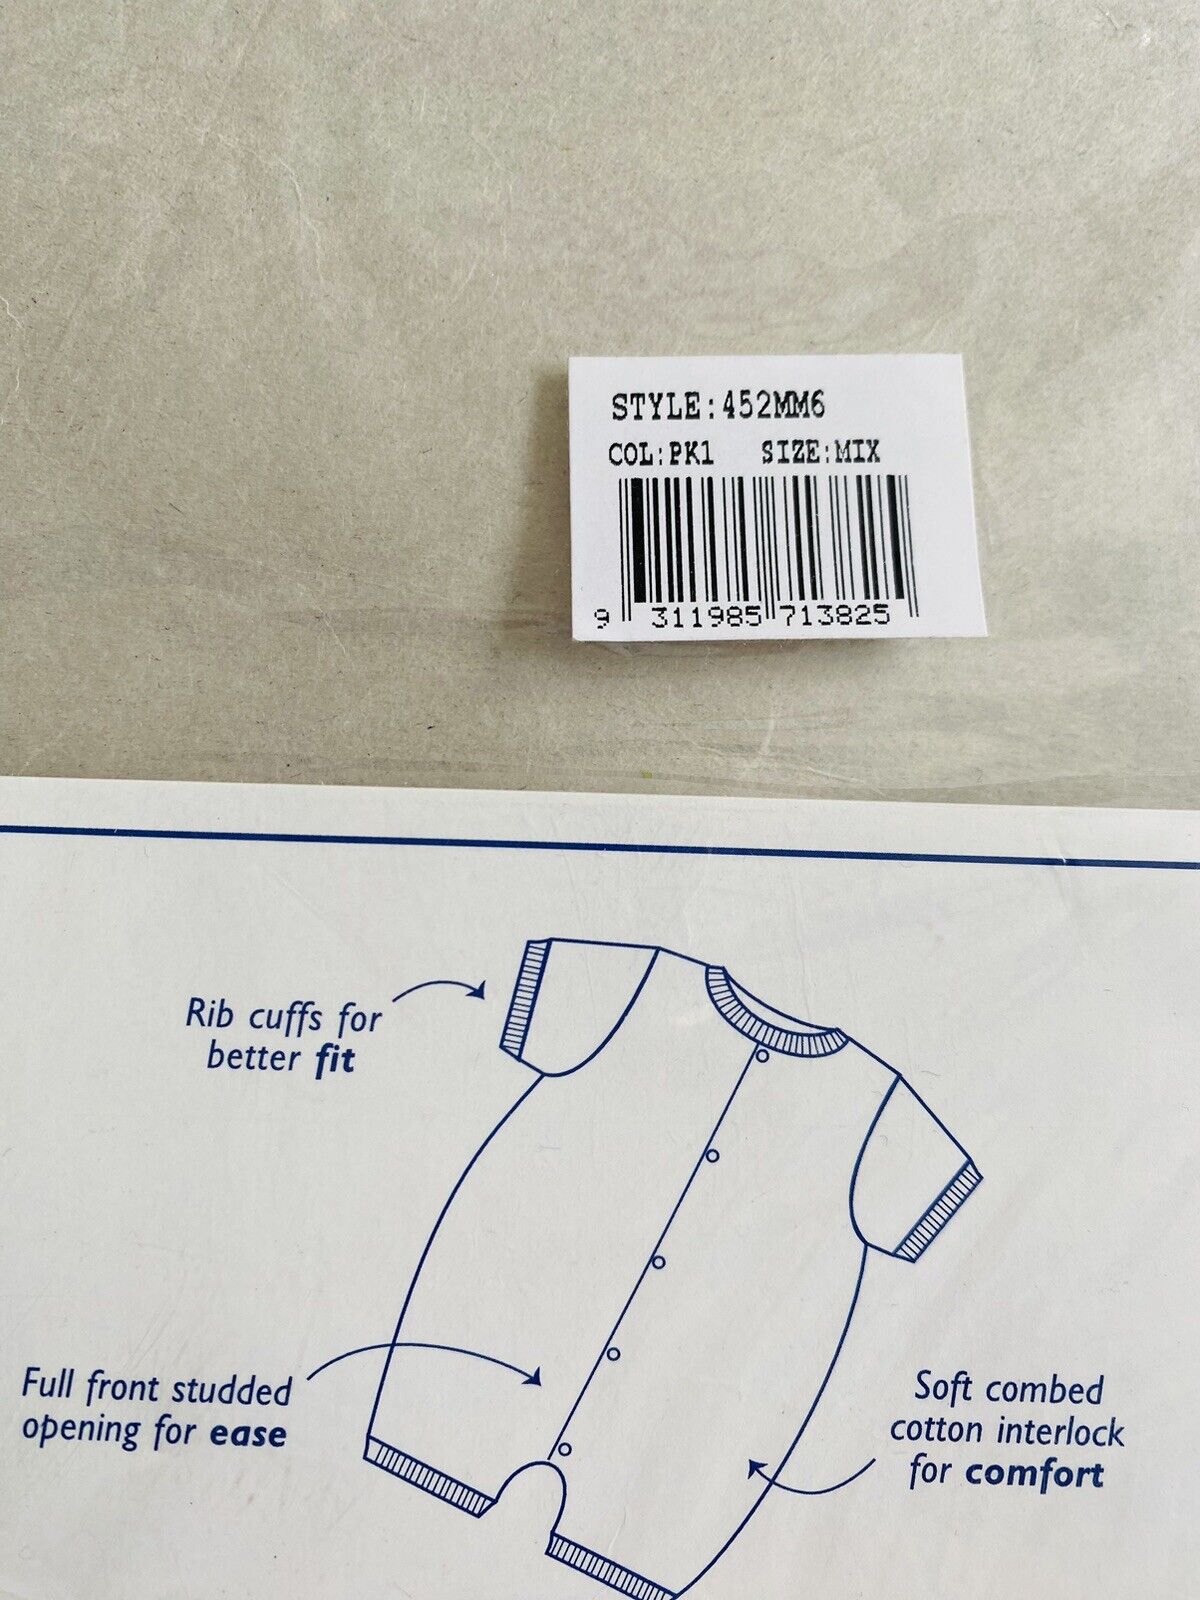 STYLE:452MM6
COL:PK1 SIZE:MIX
9 311985 713825
Rib cuffs for
better fit
Full front studded
opening for ease
Soft combed
cotton interlock
for comfort